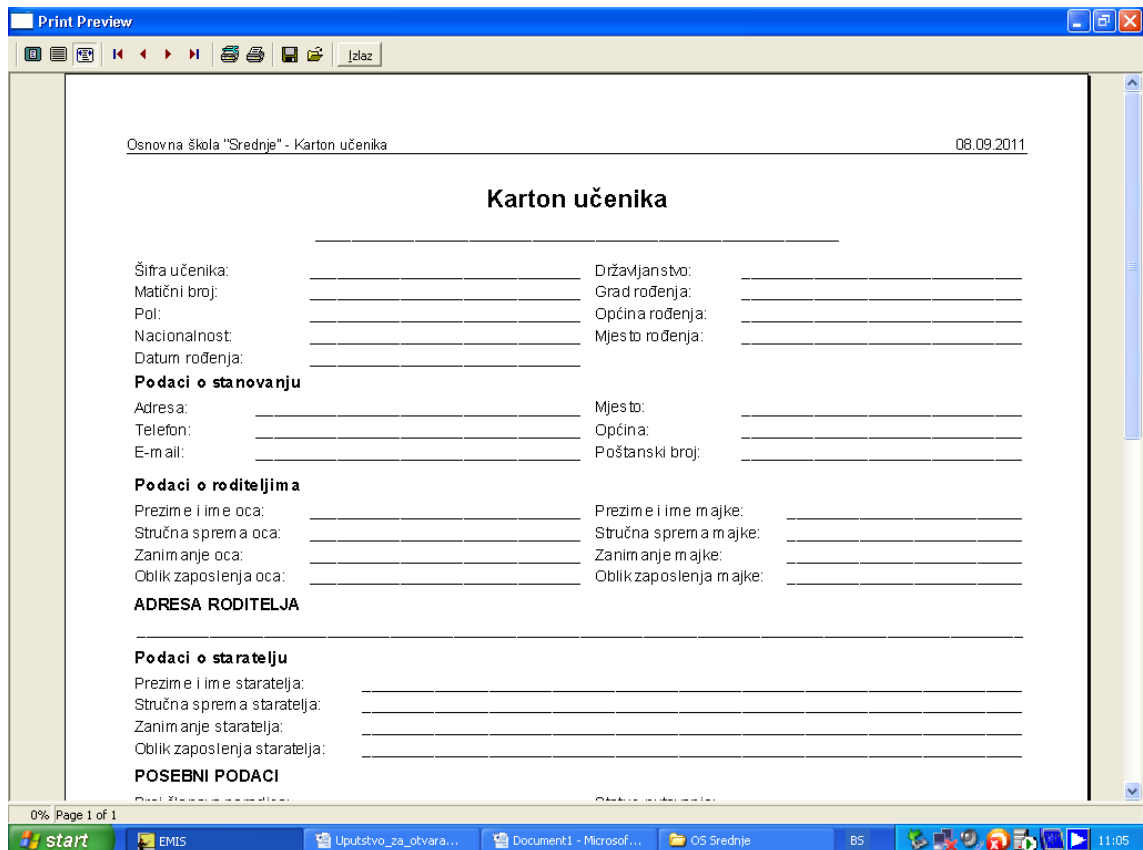 Print Preview
Izlaz
Osnovna škola "Srednje" - Karton učenika 08.09.2011
Karton učenika
Šifra učenika: Državljanstvo:
Matični broj: Grad rođenja:
Pol: Općina rođenja:
Nacionalnost: Mjesto rođenja:
Datum rođenja:
Podaci o stanovanju
Adresa: Mjesto:
Telefon: Općina:
E-mail: Poštanski broj:
Podaci o roditeljima
Prezime i ime oca: Prezime i ime majke:
Stručna sprema oca: Stručna sprema majke:
Zanimanje oca: Zanimanje majke:
Oblik zaposlenja oca: Oblik zaposlenja majke:
ADRESA RODITELJA
Podaci o staratelju
Prezime i ime staratelja:
Stručna sprema staratelja:
Zanimanje staratelja:
Oblik zaposlenja staratelja:
POSEBNI PODACI
0% Page 1 of 1
start EMIS Uputstvo_za_otvara... Document1 - Microsof... OS Srednje BS 11:05